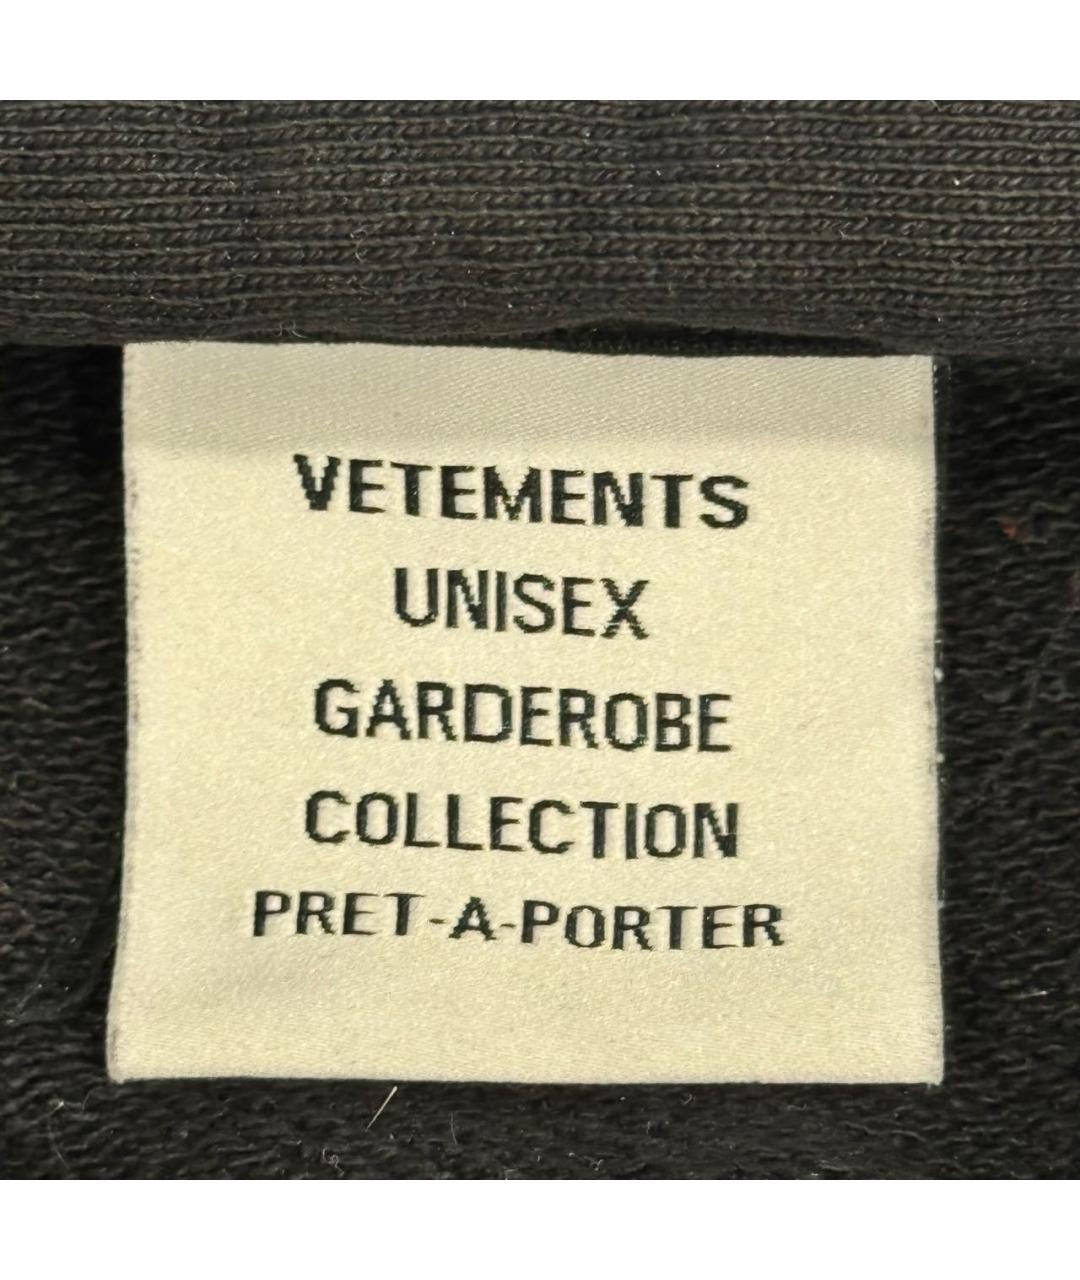 VETEMENTS
UNISEX
GARDEROBE
COLLECTION
PRET-A-PORTER